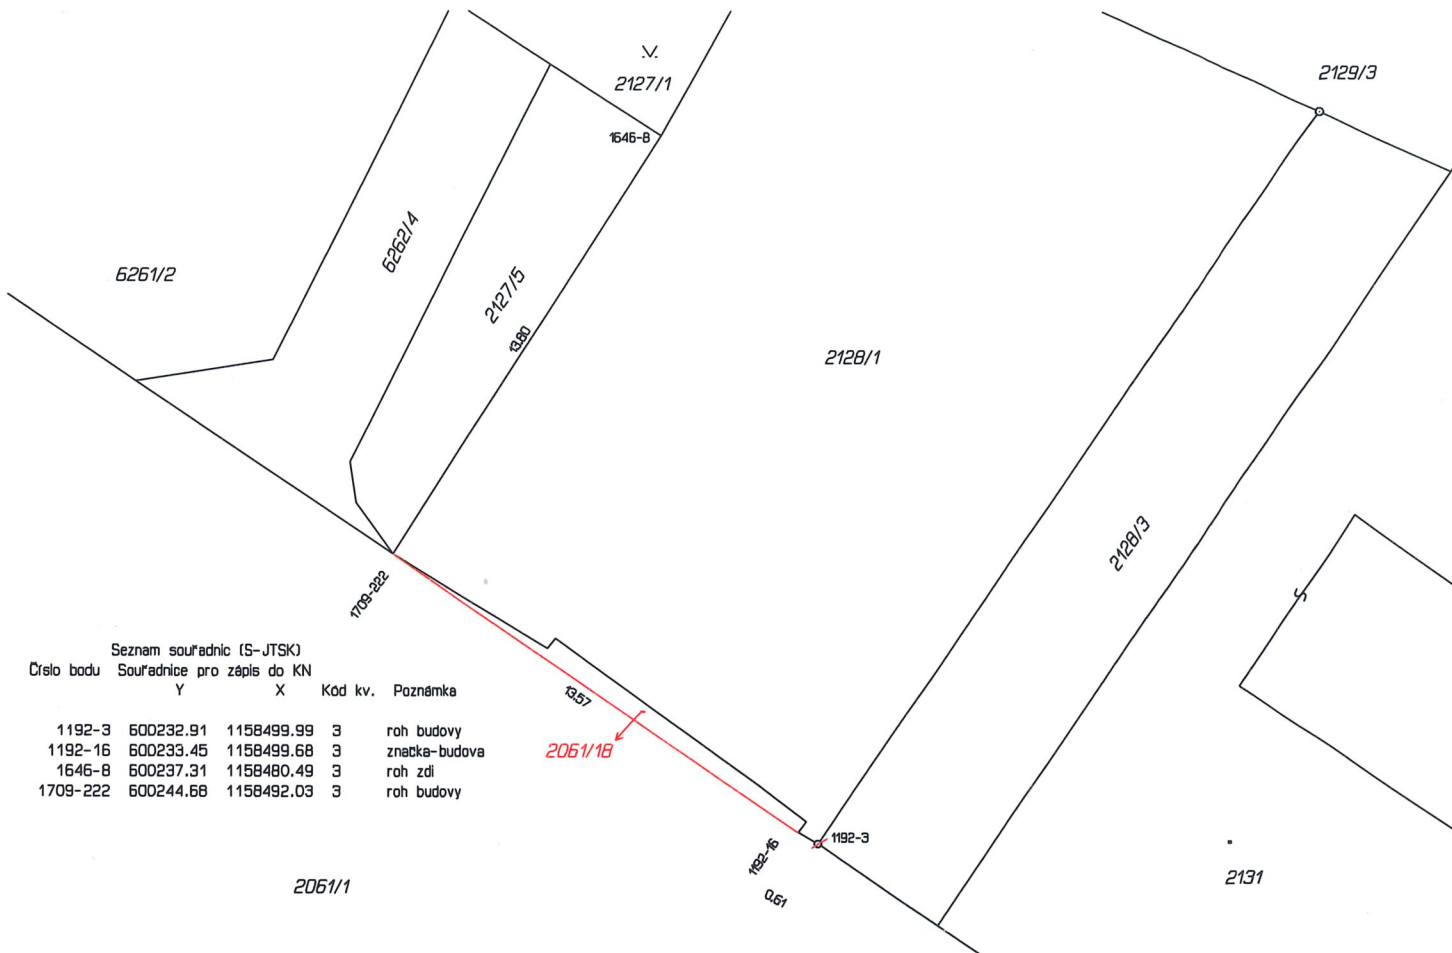 2127/1
2129/3
1646-8
6262/4
6261/2
2127/5
13.80
2128/1
2128/3
1709-222
Seznam souřadnic (S-JTSK)
Číslo bodu Souřadnice pro zápis do KN
Y X Kód kv. Poznámka
1192-3 600232.91 1158499.99 3 roh budovy
1192-16 600233.45 1158499.68 3 značka-budova
1646-8 600237.31 1158480.49 3 roh zdi
1709-222 600244.68 1158492.03 3 roh budovy
13.57
2061/18
1192-3
1192-16
0.61
2061/1
2131